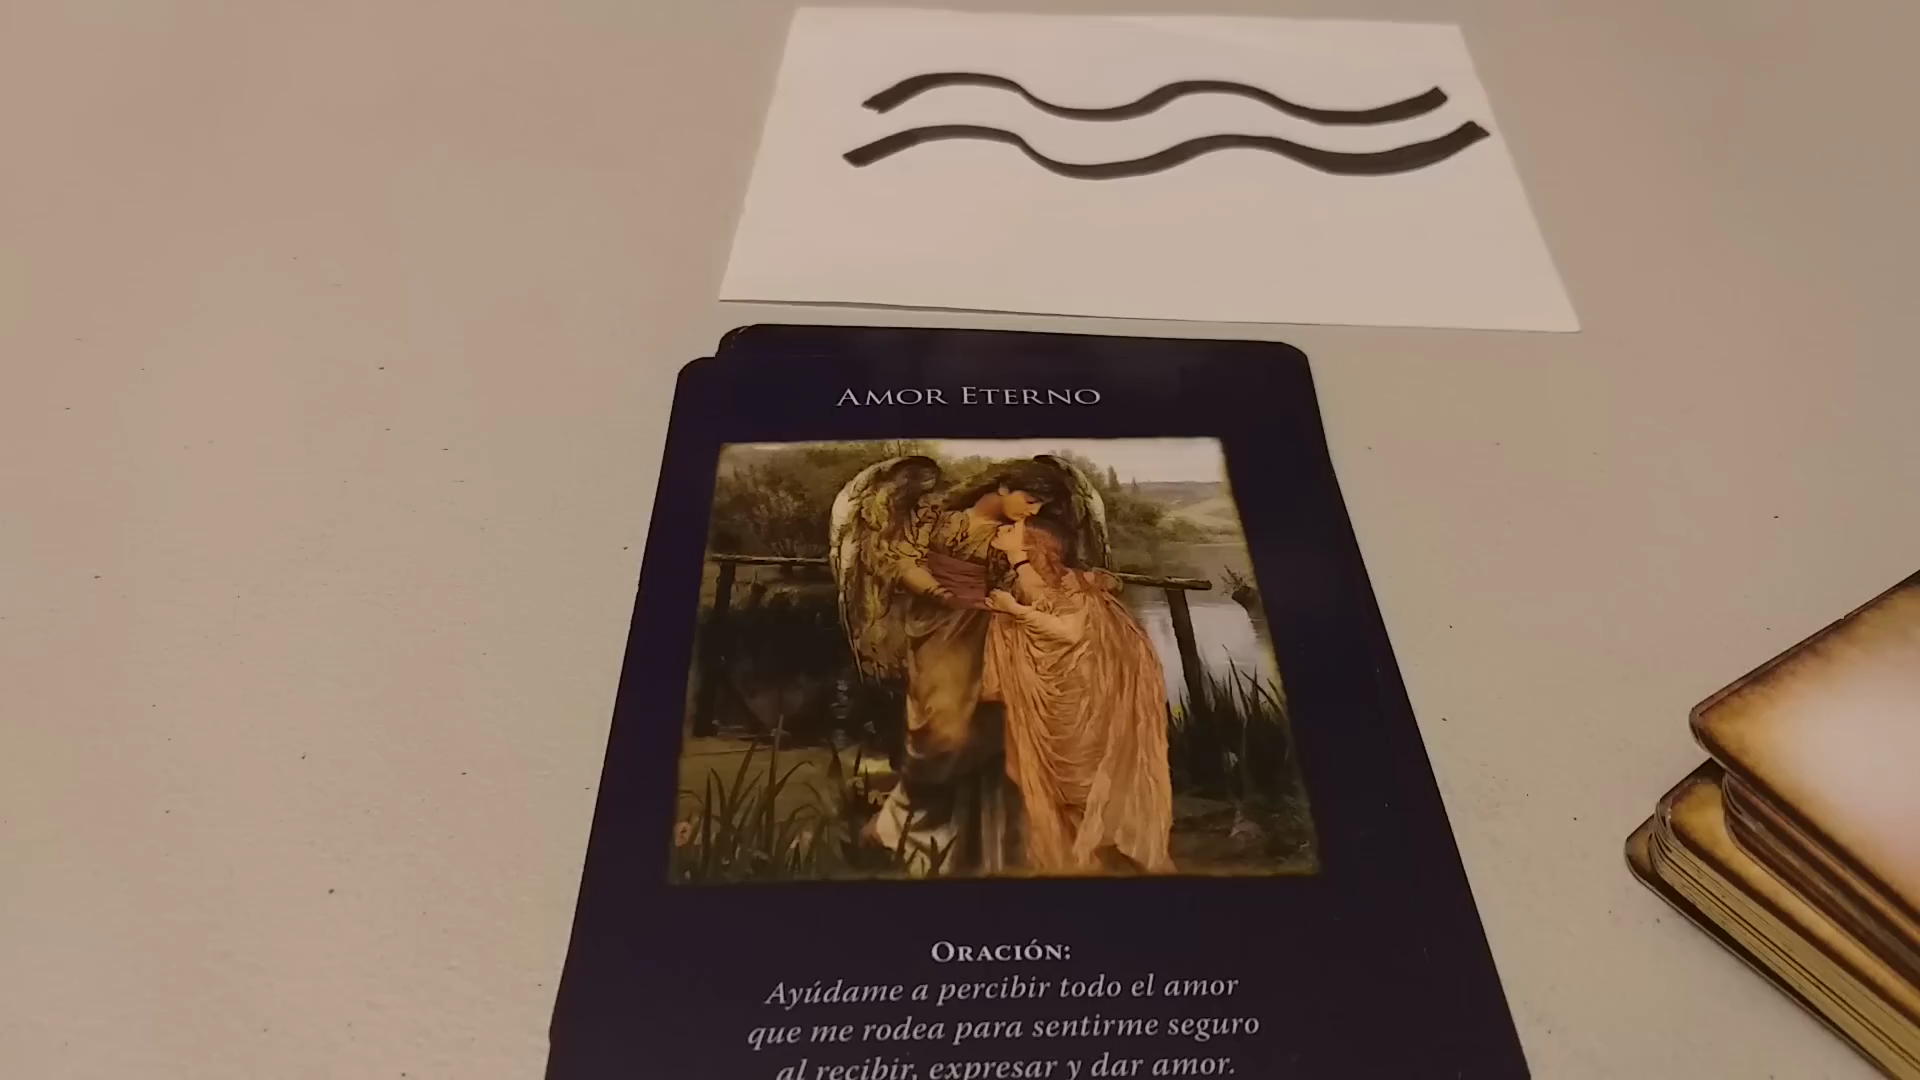 AMOR ETERNO
ORACIÓN:
Ayúdame a percibir todo el amor
que me rodea para sentirme seguro
al recibir, expresar y dar amor.